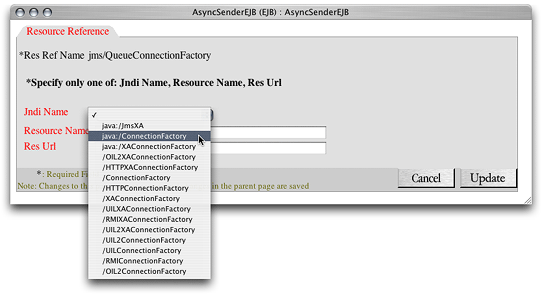 AsyncSenderEJB (EJB) : AsyncSenderEJB
Resource Reference
*Res Ref Name jms/QueueConnectionFactory
*Specify only one of: Jndi Name, Resource Name, Res Url
Jndi Name
✓
java:/JmsXA
Resource Name
java:/ConnectionFactory
Res Url
java:/XAConnectionFactory
/OIL2XAConnectionFactory
/HTTPXAConnectionFactory
*: Required Fi
/ConnectionFactory
Cancel
Update
Note: Changes to th
in the parent page are saved
/HTTPConnectionFactory
/XAConnectionFactory
/UILXAConnectionFactory
/RMIXAConnectionFactory
/UIL2XAConnectionFactory
/UIL2ConnectionFactory
/UILConnectionFactory
/RMIConnectionFactory
/OIL2ConnectionFactory